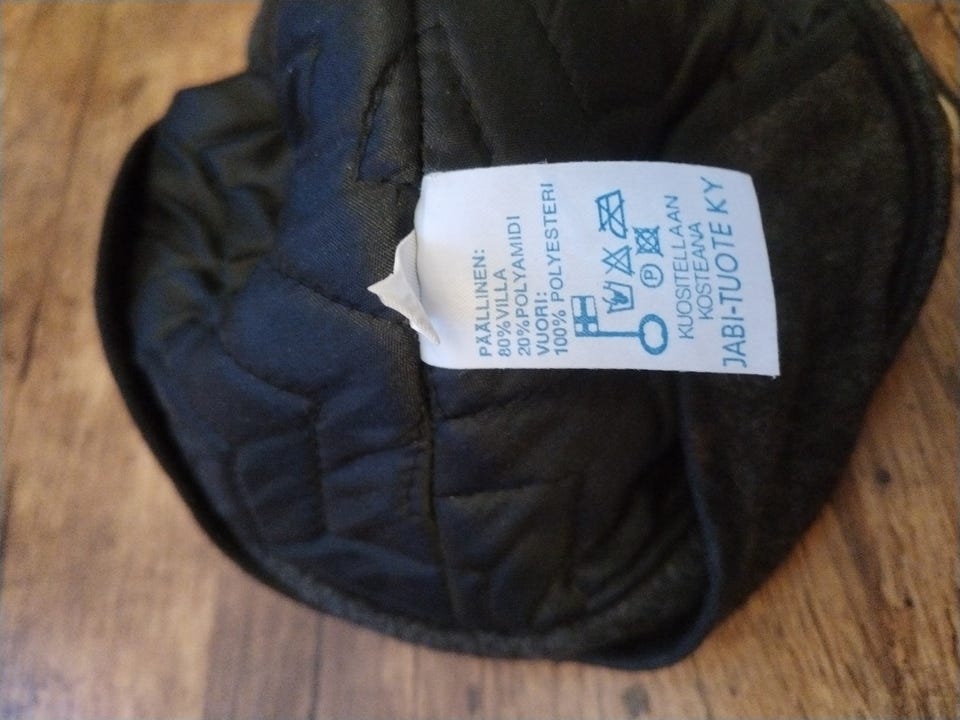 PÄÄLLINEN:
80%VILLA
20%POLYAMIDI
VUORI:
100% POLYESTERI
P
KUOSITELLAAN
KOSTEANA
JABI-TUOTE KY